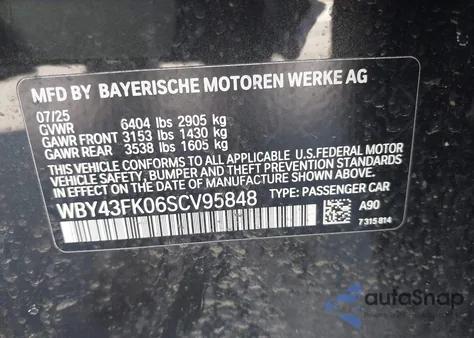 MFD BY BAYERISCHE MOTOREN WERKE AG
07/25
GVWR 6404 lbs 2905 kg
GAWR FRONT 3153 lbs 1430 kg
GAWR REAR 3538 lbs 1605 kg
THIS VEHICLE CONFORMS TO ALL APPLICABLE U.S.FEDERAL MOTOR
VEHICLE SAFETY, BUMPER AND THEFT PREVENTION STANDARDS
IN EFFECT ON THE DATE OF MANUFACTURE SHOWN ABOVE.
WBY43FK06SCV95848 TYPE: PASSENGER CAR
A90
7 315 814
autoSnap